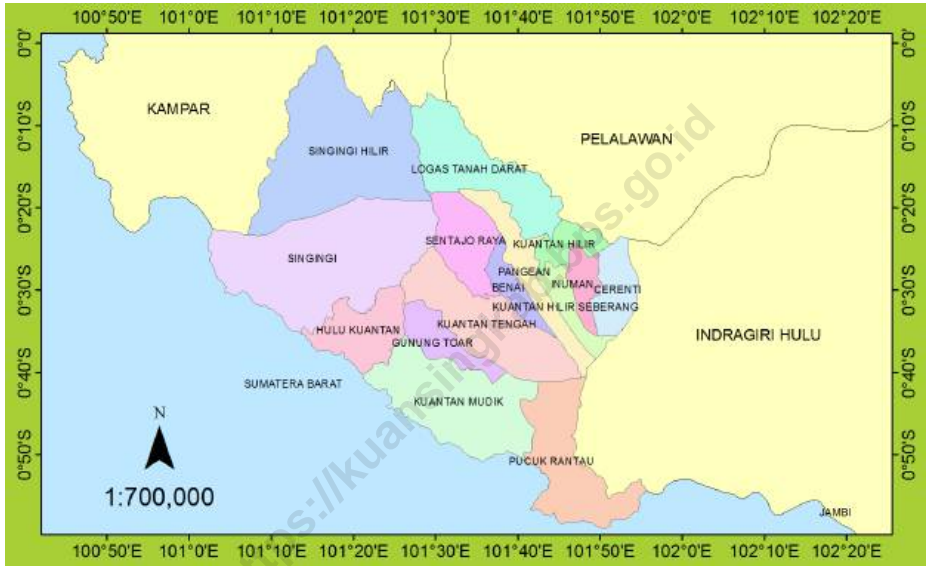 100°50'E 101°0'E 101°10'E 101°20'E 101°30'E 101°40'E 101°50'E 102°0'E 102°10'E 102°20'E
0°0' 0°0'
KAMPAR
0°10'S 0°10'S
PELALAWAN
SINGINGI HILIR
LOGAS TANAH DARAT
0°20'S 0°20'S
SENTAJO RAYA KUANTAN HILIR
SINGINGI
PANGEAN
BENAI INUMAN CERENTI
0°30'S 0°30'S
KUANTAN HILIR SEBERANG
HULU KUANTAN KUANTAN TENGAH
GUNUNG TOAR
INDRAGIRI HULU
0°40'S 0°40'S
SUMATERA BARAT
KUANTAN MUDIK
N
0°50'S 0°50'S
PUCUK RANTAU
1:700,000
JAMBI
100°50'E 101°0'E 101°10'E 101°20'E 101°30'E 101°40'E 101°50'E 102°0'E 102°10'E 102°20'E